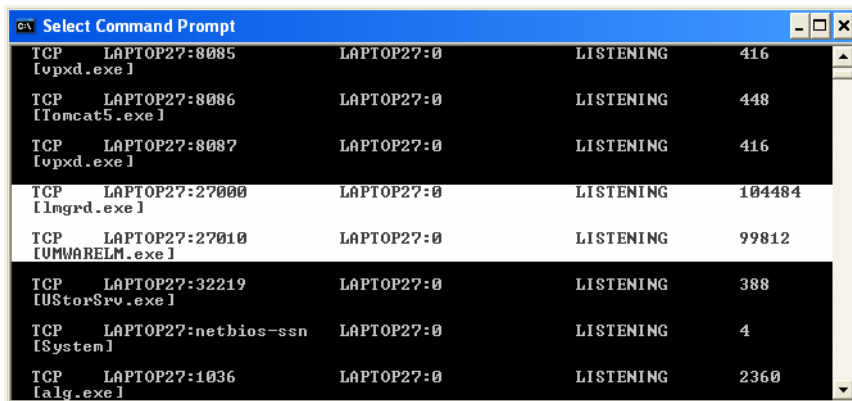 Select Command Prompt
TCP LAPTOP27:8085 LAPTOP27:0 LISTENING 416
[vpxd.exe]
TCP LAPTOP27:8086 LAPTOP27:0 LISTENING 448
[Tomcat5.exe]
TCP LAPTOP27:8087 LAPTOP27:0 LISTENING 416
[vpxd.exe]
TCP LAPTOP27:27000 LAPTOP27:0 LISTENING 104484
[lmgrd.exe]
TCP LAPTOP27:27010 LAPTOP27:0 LISTENING 99812
[VMWARELM.exe]
TCP LAPTOP27:32219 LAPTOP27:0 LISTENING 388
[UStorSrv.exe]
TCP LAPTOP27:netbios-ssn LAPTOP27:0 LISTENING 4
[System]
TCP LAPTOP27:1036 LAPTOP27:0 LISTENING 2360
[alg.exe]